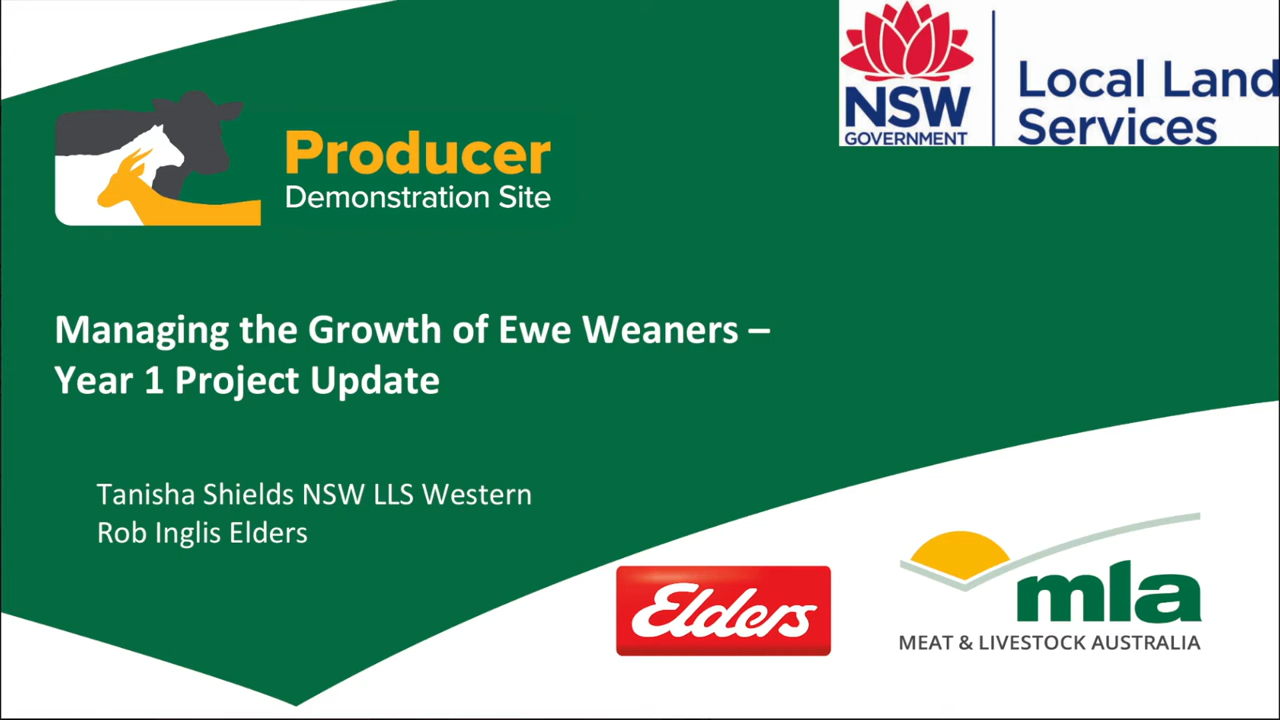 NSW
GOVERNMENT
Local Land
Services
Producer
Demonstration Site
Managing the Growth of Ewe Weaners –
Year 1 Project Update
Tanisha Shields NSW LLS Western
Rob Inglis Elders
Elders
mla
MEAT & LIVESTOCK AUSTRALIA